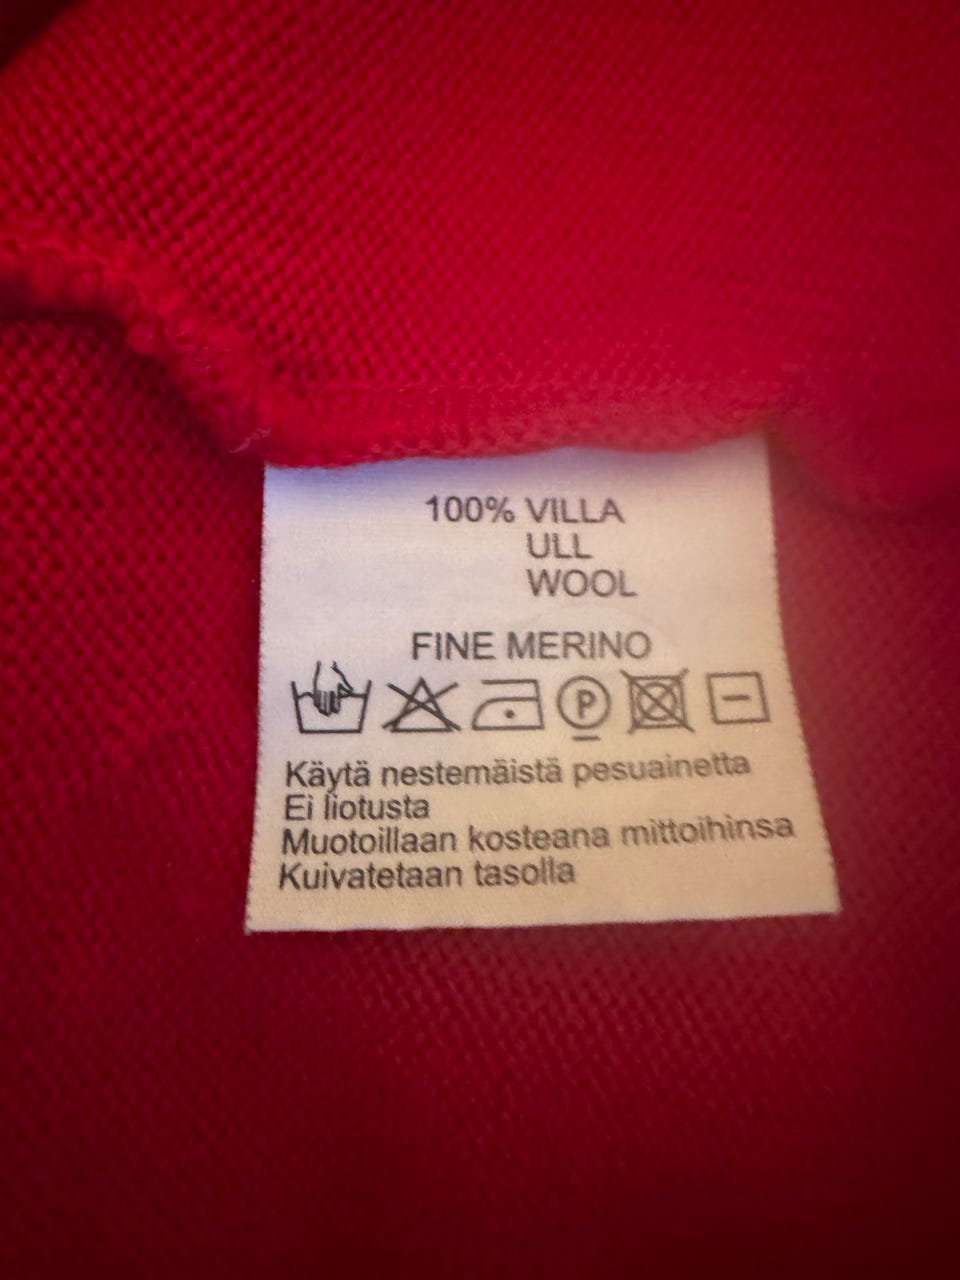 100% VILLA
ULL
WOOL
FINE MERINO
P
Käytä nestemäistä pesuainetta
Ei liotusta
Muotoillaan kosteana mittoihinsa
Kuivatetaan tasolla